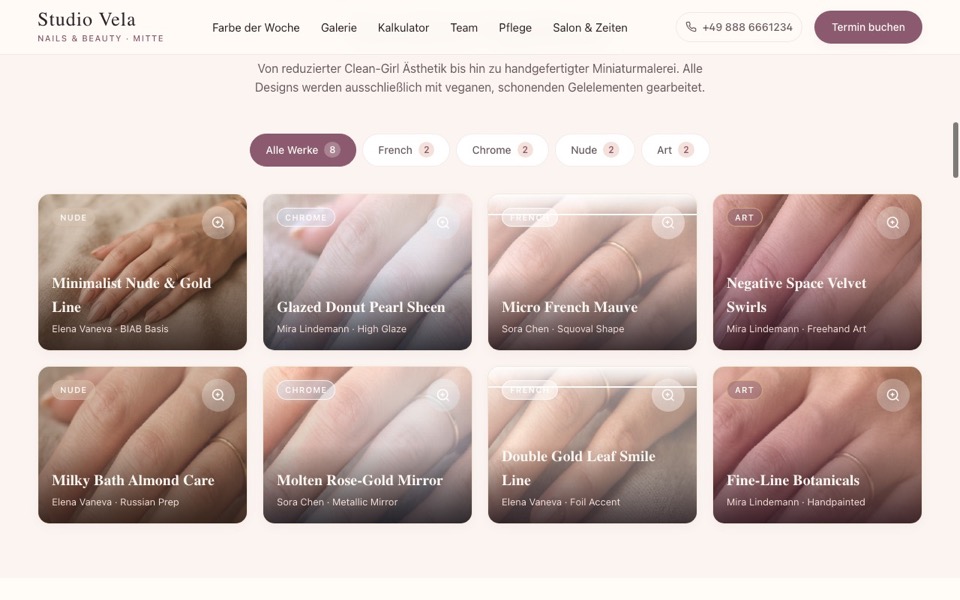 Studio Vela
NAILS & BEAUTY · MITTE
Farbe der Woche
Galerie
Kalkulator
Team
Pflege
Salon & Zeiten
+49 888 6661234
Termin buchen
Von reduzierter Clean-Girl Ästhetik bis hin zu handgefertigter Miniaturmalerei. Alle
Designs werden ausschließlich mit veganen, schonenden Gelelementen gearbeitet.
Alle Werke 8
French 2
Chrome 2
Nude 2
Art 2
NUDE
Minimalist Nude & Gold
Line
Elena Vaneva · BIAB Basis
CHROME
Glazed Donut Pearl Sheen
Mira Lindemann · High Glaze
FRENCH
Micro French Mauve
Sora Chen · Squoval Shape
ART
Negative Space Velvet
Swirls
Mira Lindemann · Freehand Art
NUDE
Milky Bath Almond Care
Elena Vaneva · Russian Prep
CHROME
Molten Rose-Gold Mirror
Sora Chen · Metallic Mirror
FRENCH
Double Gold Leaf Smile
Line
Elena Vaneva · Foil Accent
ART
Fine-Line Botanicals
Mira Lindemann · Handpainted